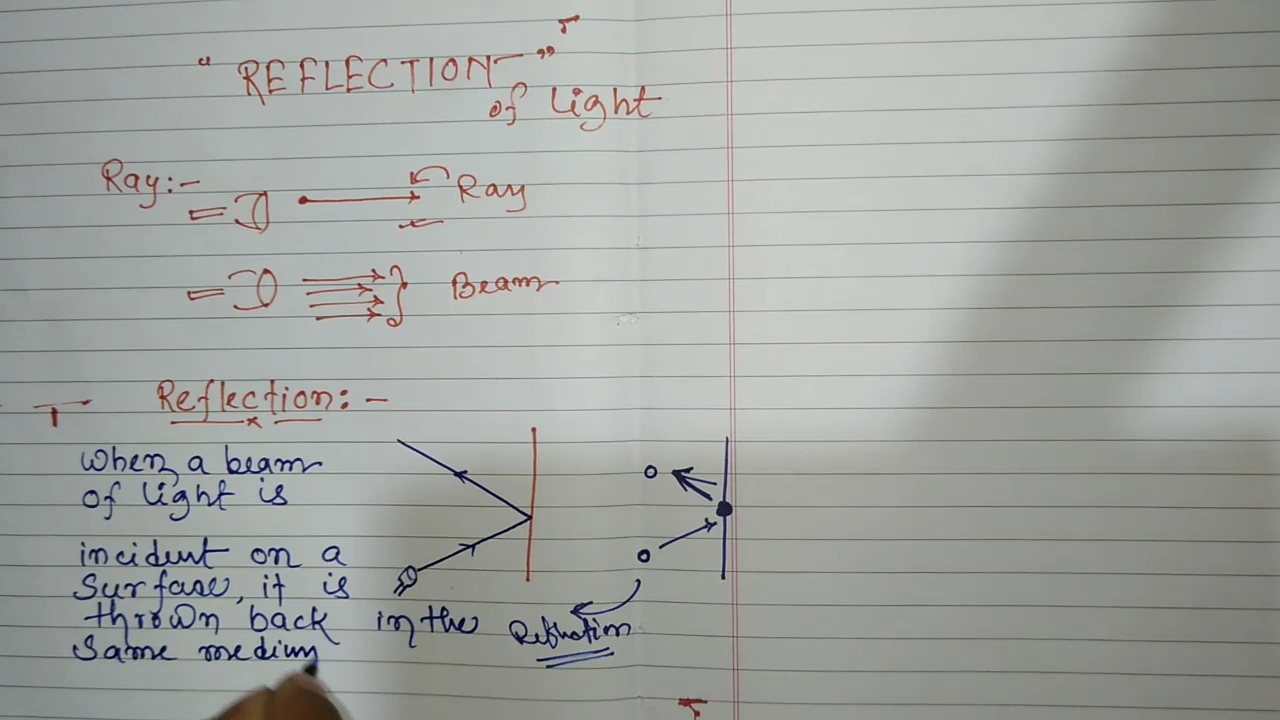 "REFLECTION"
of light
Ray:-
Ray
Beam
Reflection:-
when a beam
of light is
incident on a
Surface, it is
thrown back in the
Same medium